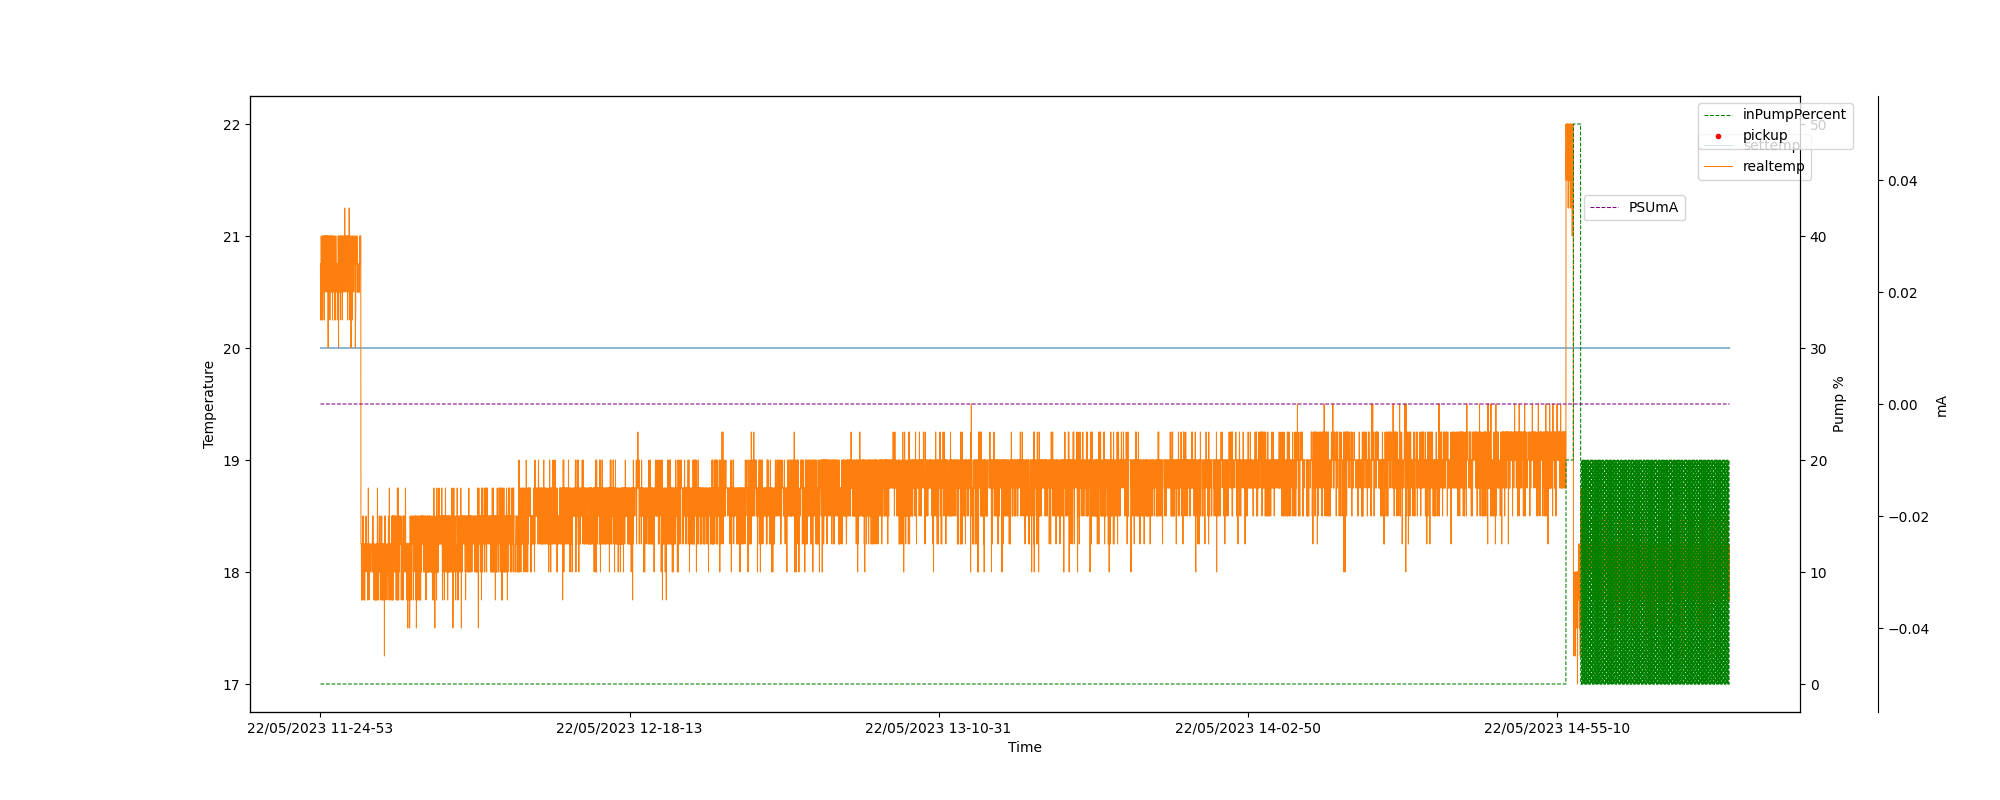 22
21
20
19
18
17
Temperature
22/05/2023 11-24-53
22/05/2023 12-18-13
22/05/2023 13-10-31
22/05/2023 14-02-50
22/05/2023 14-55-10
Time
50
40
30
20
10
0
Pump %
0.04
0.02
0.00
−0.02
−0.04
mA
inPumpPercent
pickup
settemp
realtemp
PSUmA